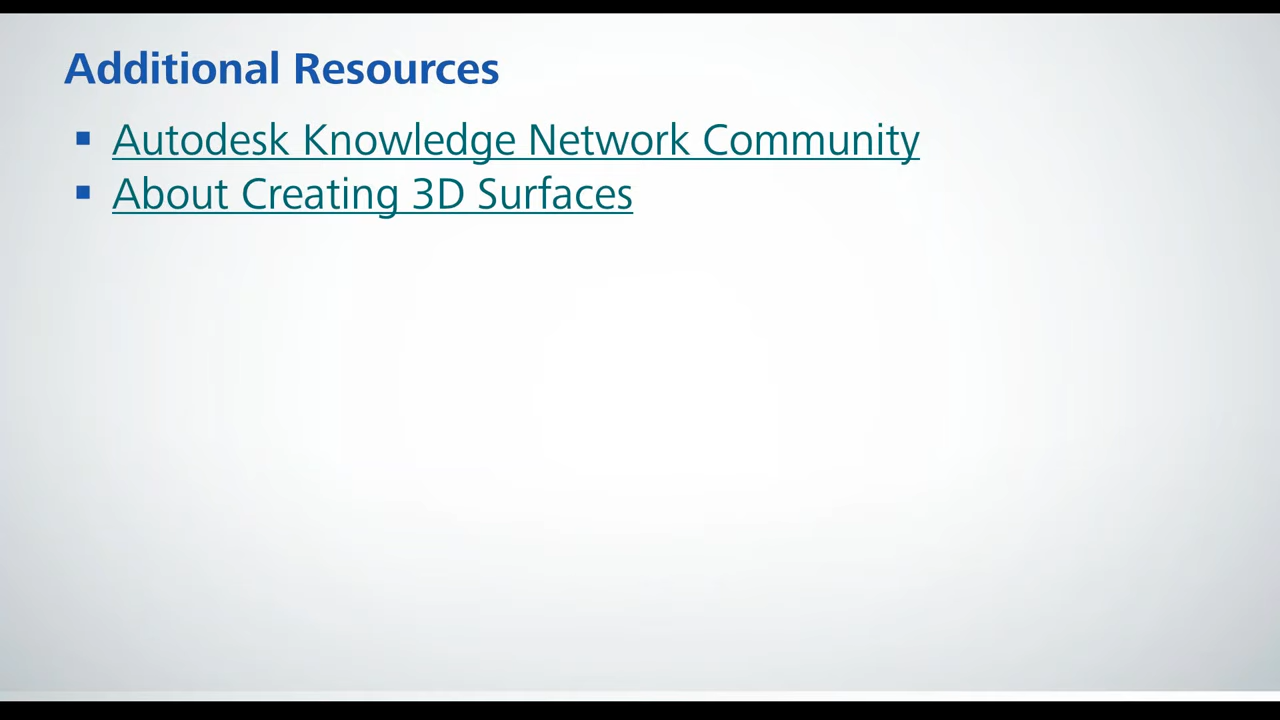 Additional Resources
Autodesk Knowledge Network Community
About Creating 3D Surfaces